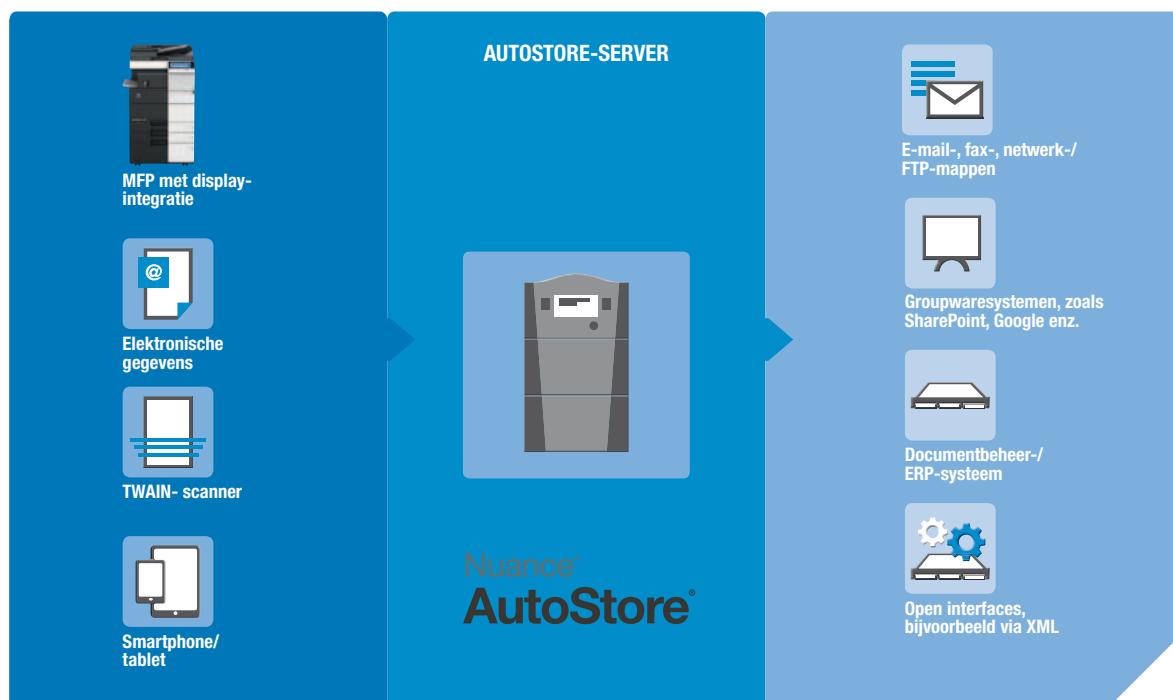 MFP met display-
integratie
@
Elektronische
gegevens
TWAIN- scanner
Smartphone/
tablet
AUTOSTORE-SERVER
Nuance®
AutoStore®
E-mail-, fax-, netwerk-/
FTP-mappen
Groupwaresystemen, zoals
SharePoint, Google enz.
Documentbeheer-/
ERP-systeem
Open interfaces,
bijvoorbeeld via XML